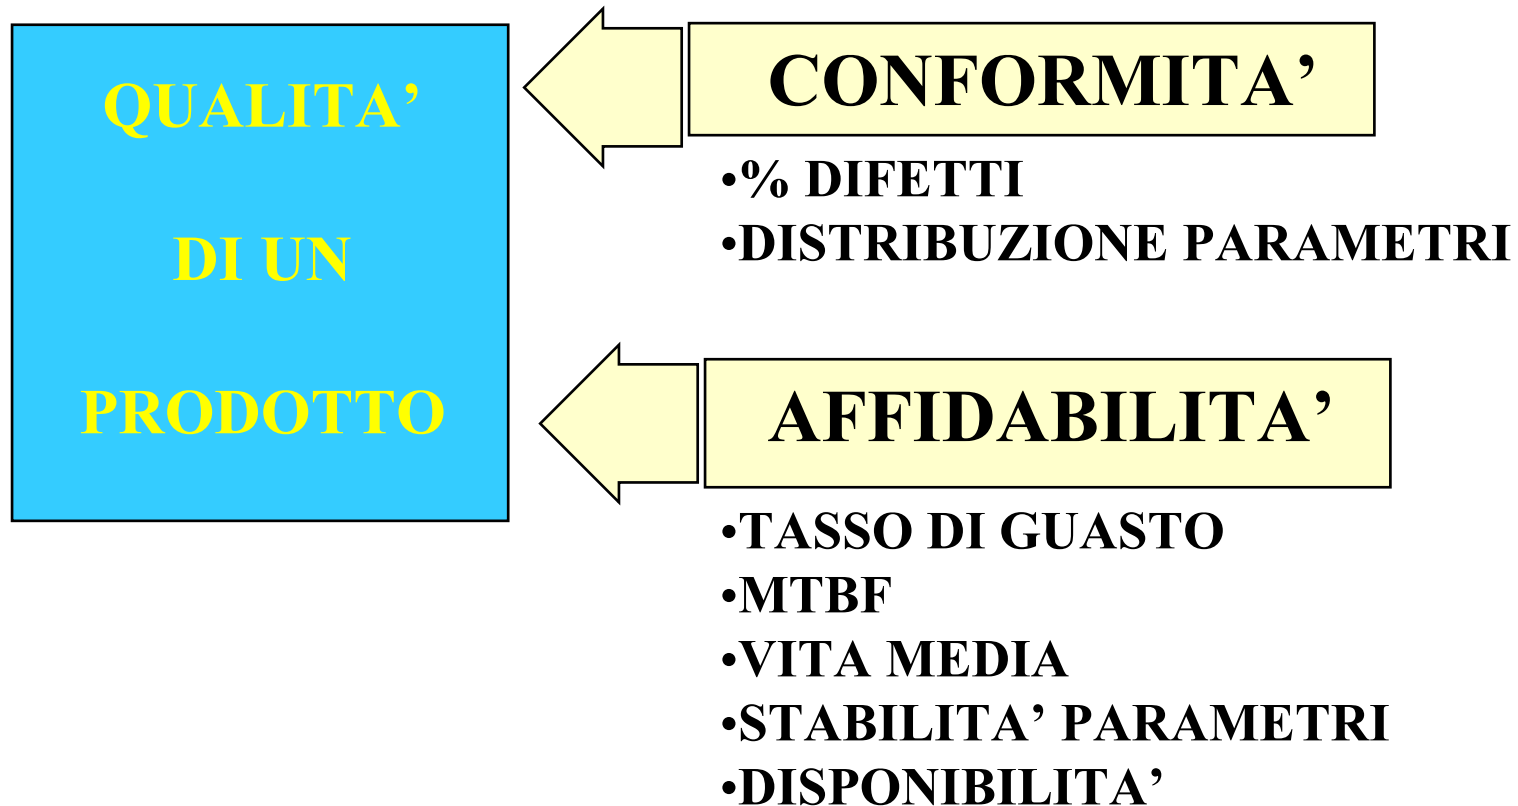 QUALITA’
DI UN
PRODOTTO
CONFORMITA’
•% DIFETTI
•DISTRIBUZIONE PARAMETRI
AFFIDABILITA’
•TASSO DI GUASTO
•MTBF
•VITA MEDIA
•STABILITA’ PARAMETRI
•DISPONIBILITA’